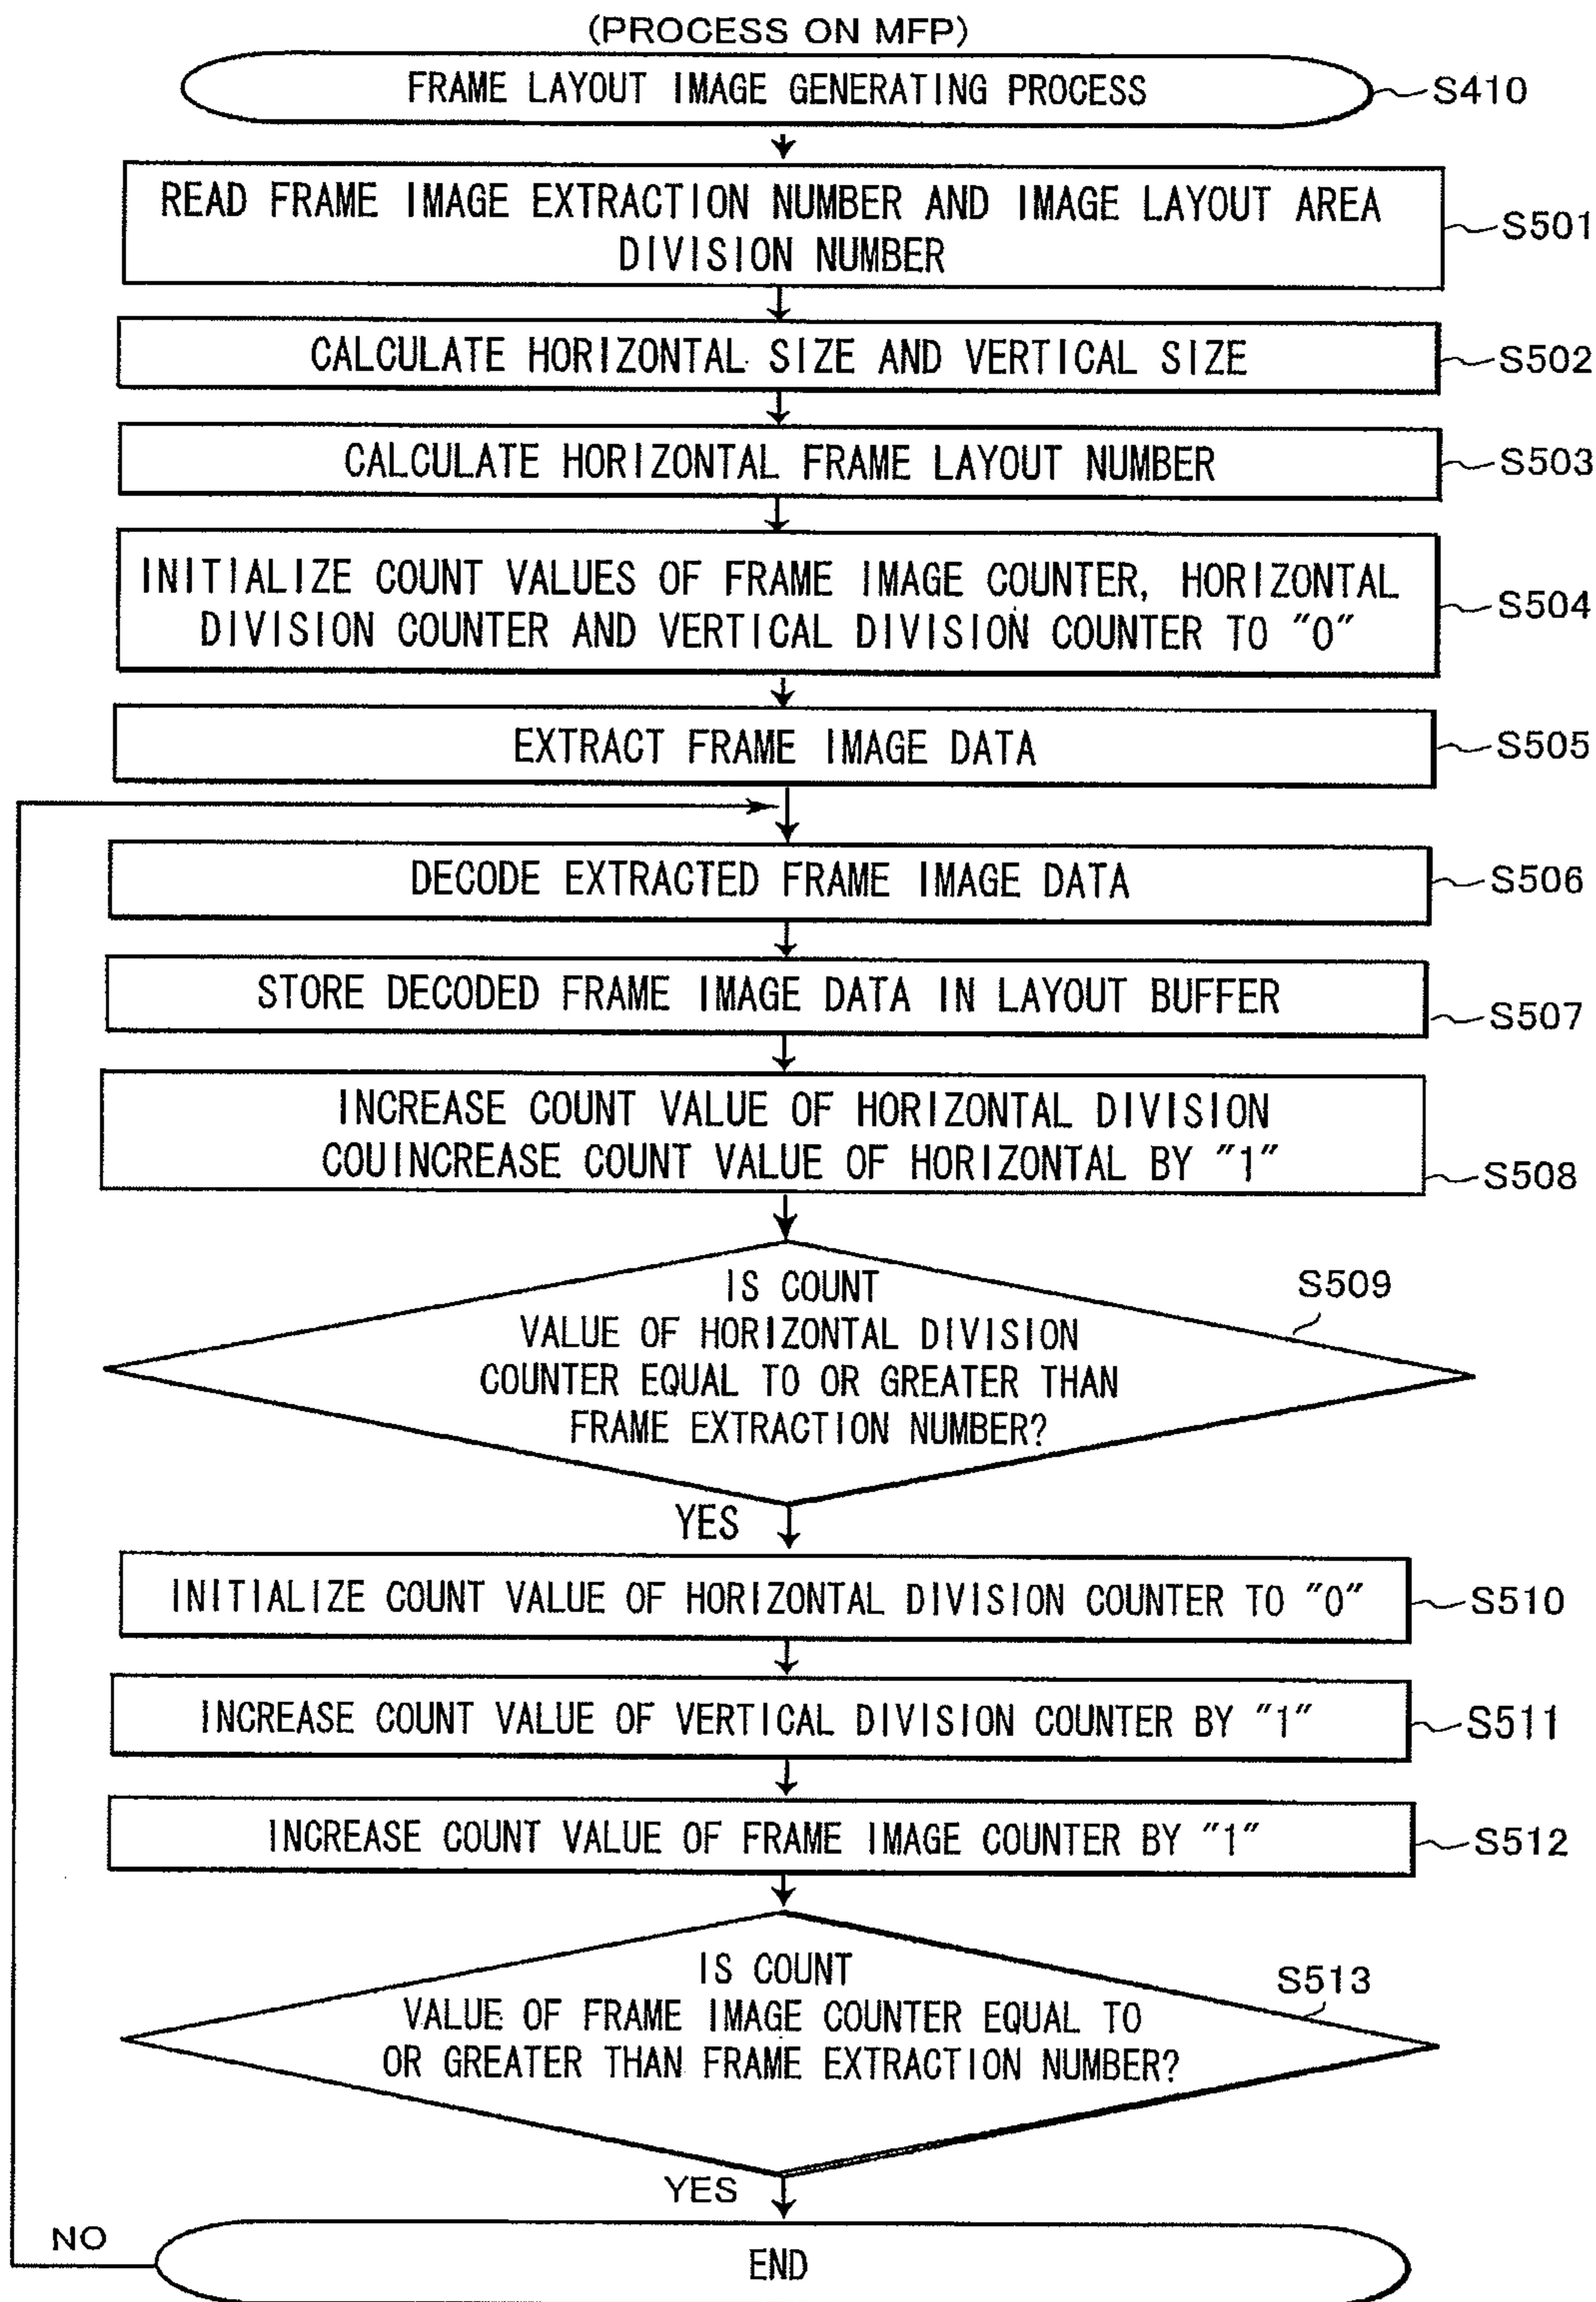 (PROCESS ON MFP)
FRAME LAYOUT IMAGE GENERATING PROCESS
S410
READ FRAME IMAGE EXTRACTION NUMBER AND IMAGE LAYOUT AREA
DIVISION NUMBER
S501
CALCULATE HORIZONTAL SIZE AND VERTICAL SIZE
S502
CALCULATE HORIZONTAL FRAME LAYOUT NUMBER
S503
INITIALIZE COUNT VALUES OF FRAME IMAGE COUNTER, HORIZONTAL
DIVISION COUNTER AND VERTICAL DIVISION COUNTER TO "0"
S504
EXTRACT FRAME IMAGE DATA
S505
DECODE EXTRACTED FRAME IMAGE DATA
S506
STORE DECODED FRAME IMAGE DATA IN LAYOUT BUFFER
S507
INCREASE COUNT VALUE OF HORIZONTAL DIVISION
COUINCREASE COUNT VALUE OF HORIZONTAL BY "1"
S508
IS COUNT
VALUE OF HORIZONTAL DIVISION
COUNTER EQUAL TO OR GREATER THAN
FRAME EXTRACTION NUMBER?
S509
YES
INITIALIZE COUNT VALUE OF HORIZONTAL DIVISION COUNTER TO "0"
S510
INCREASE COUNT VALUE OF VERTICAL DIVISION COUNTER BY "1"
S511
INCREASE COUNT VALUE OF FRAME IMAGE COUNTER BY "1"
S512
IS COUNT
VALUE OF FRAME IMAGE COUNTER EQUAL TO
OR GREATER THAN FRAME EXTRACTION NUMBER?
S513
YES
NO
END